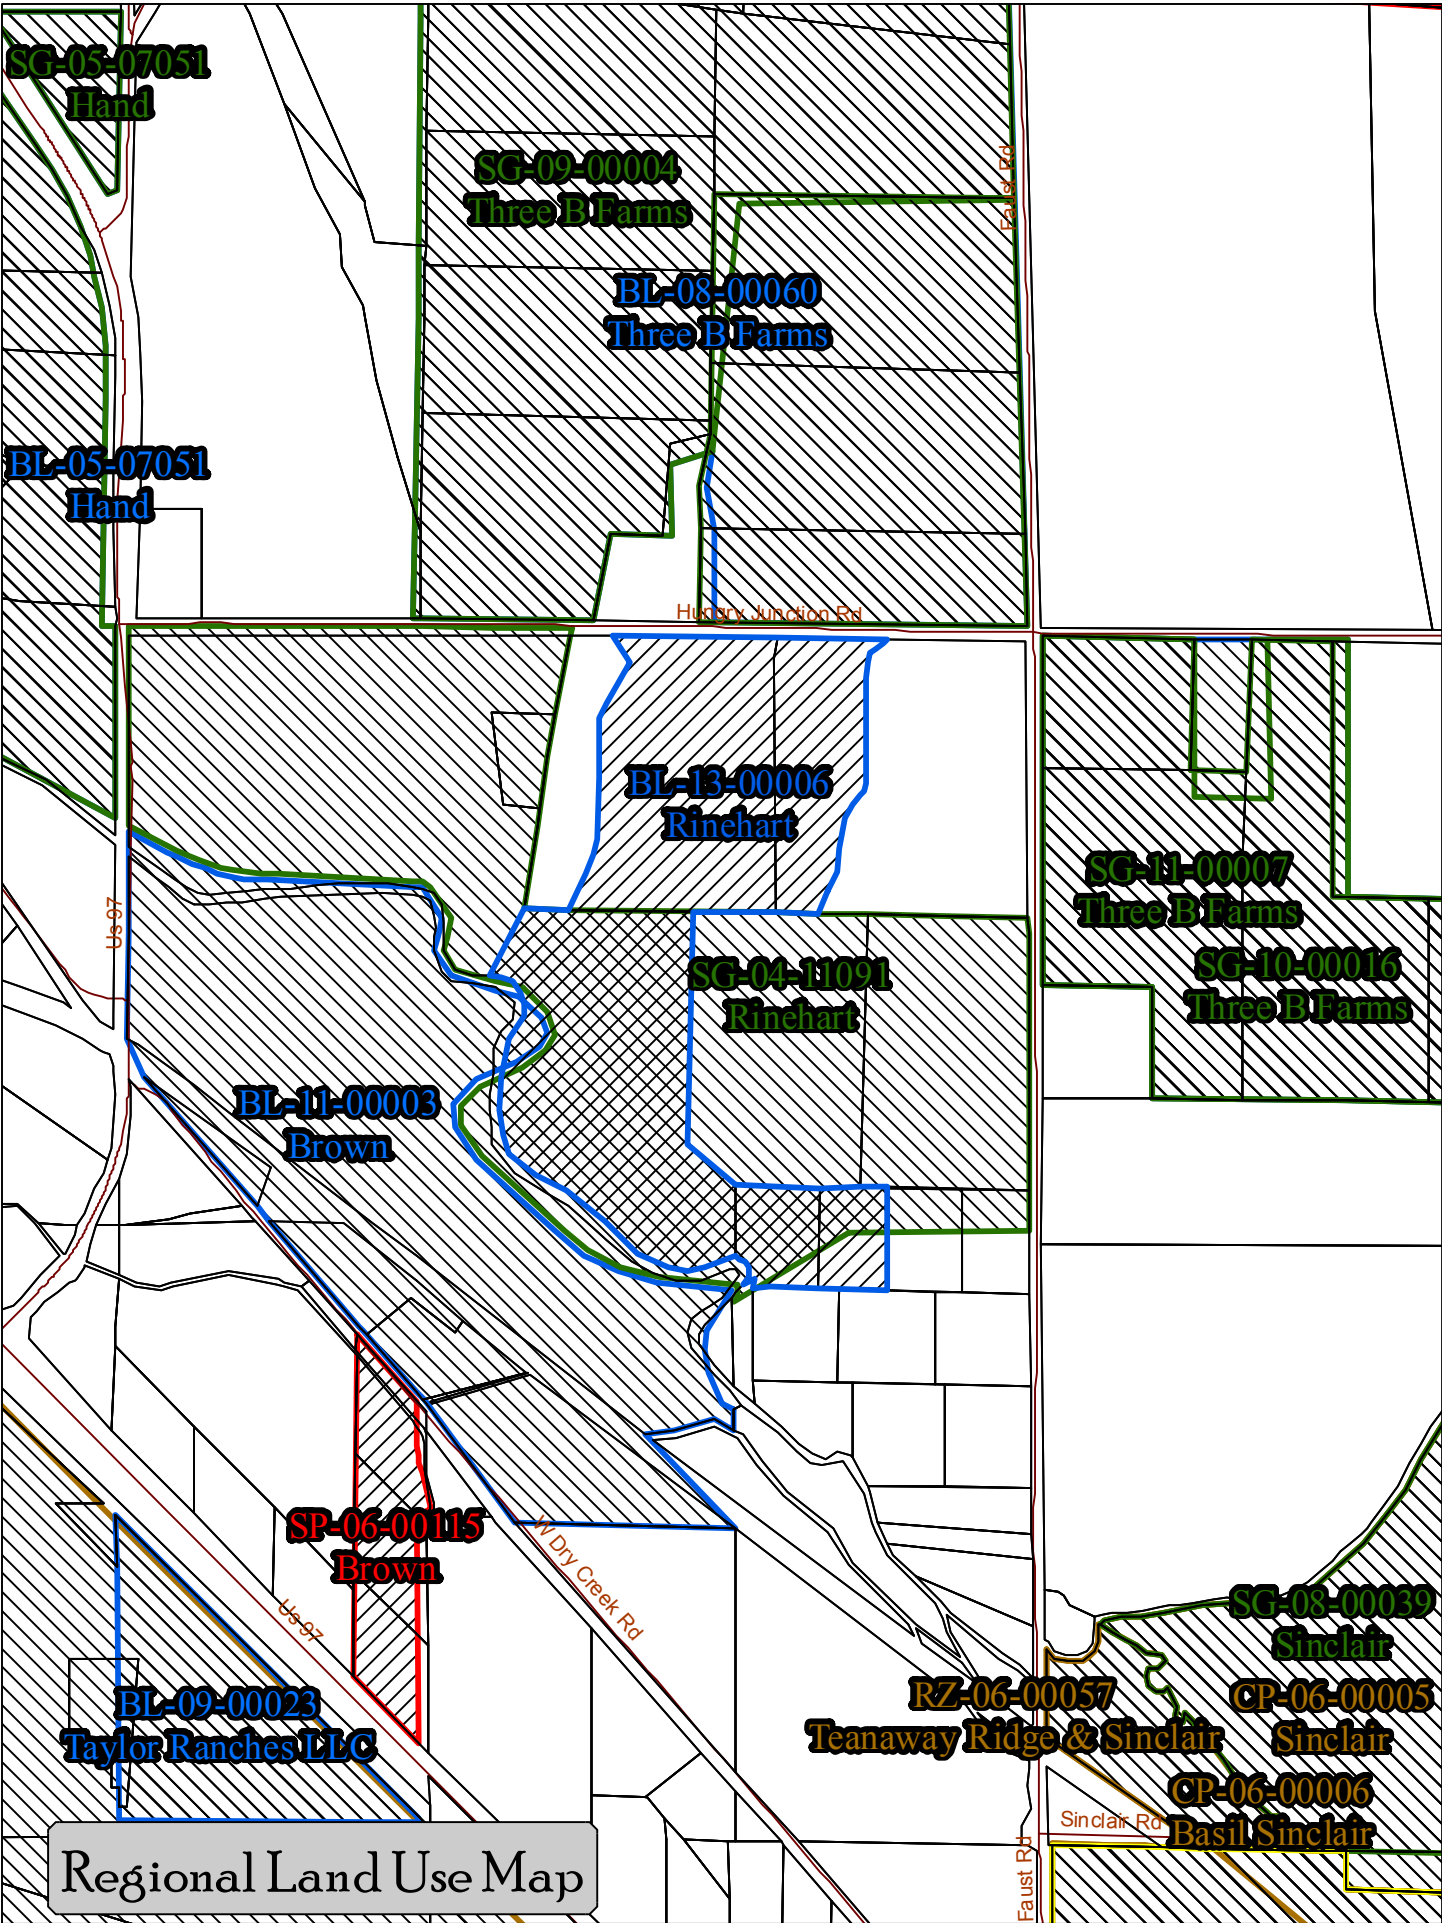 SG-05-07051
Hand
SG-09-00004
Three B Farms
Faust Rd
BL-08-00060
Three B Farms
BL-05-07051
Hand
Hungry Junction Rd
BL-13-00006
Rinehart
SG-11-00007
Three B Farms
Us 97
SG-04-11091
Rinehart
SG-10-00016
Three B Farms
BL-11-00003
Brown
SP-06-00115
Brown
W Dry Creek Rd
Us 97
SG-08-00039
Sinclair
RZ-06-00057
Teanaway Ridge & Sinclair
CP-06-00005
Sinclair
BL-09-00023
Taylor Ranches LLC
CP-06-00006
Basil Sinclair
Sinclair Rd
Faust Rd
Regional Land Use Map